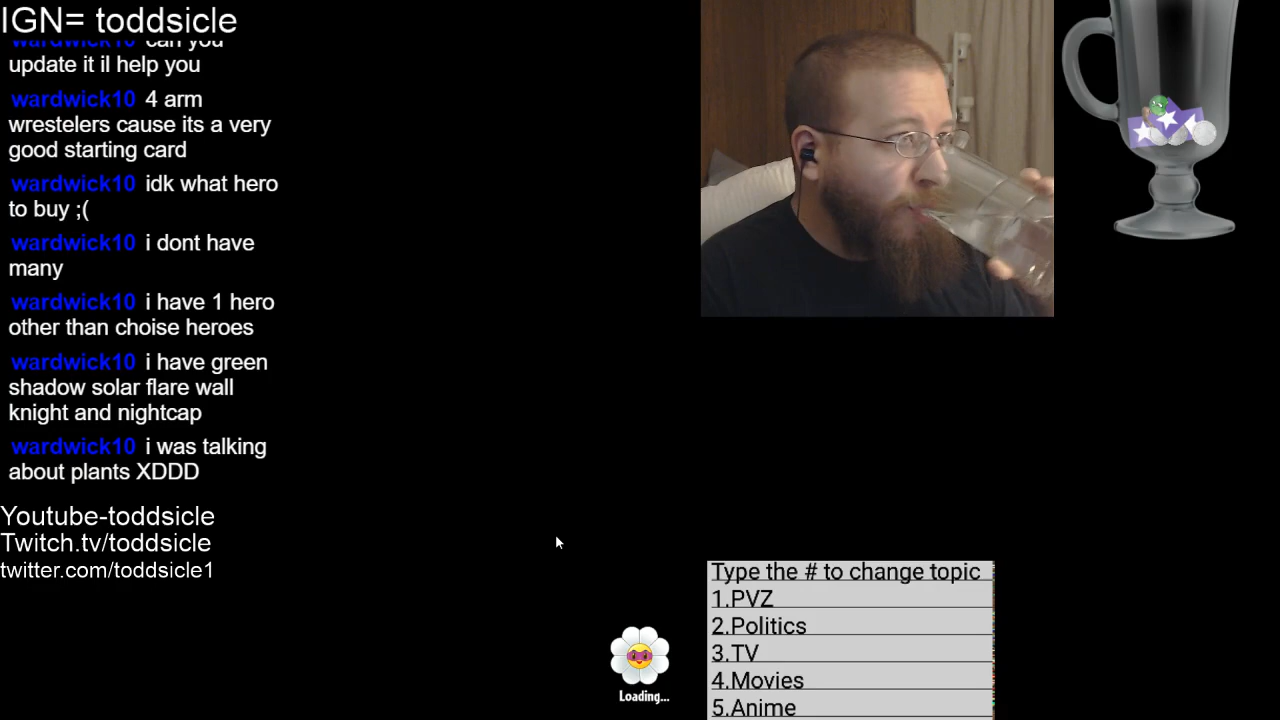 IGN= toddsicle
wardwick10 can you
update it il help you
wardwick10 4 arm
wrestelers cause its a very
good starting card
wardwick10 idk what hero
to buy ;(
wardwick10 i dont have
many
wardwick10 i have 1 hero
other than choise heroes
wardwick10 i have green
shadow solar flare wall
knight and nightcap
wardwick10 i was talking
about plants XDDD
Youtube-toddsicle
Twitch.tv/toddsicle
twitter.com/toddsicle1
Loading...
Type the # to change topic
1.PVZ
2.Politics
3.TV
4.Movies
5.Anime